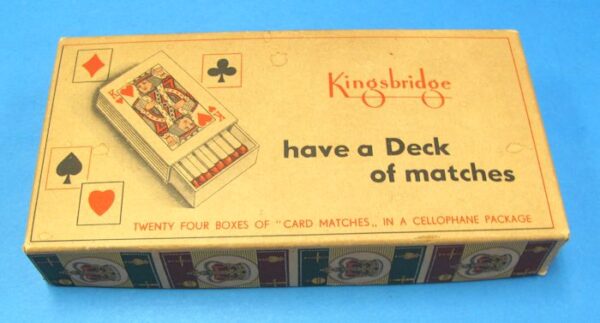 Kingsbridge
have a Deck
of matches
TWENTY FOUR BOXES OF "CARD MATCHES„ IN A CELLOPHANE PACKAGE
K
K